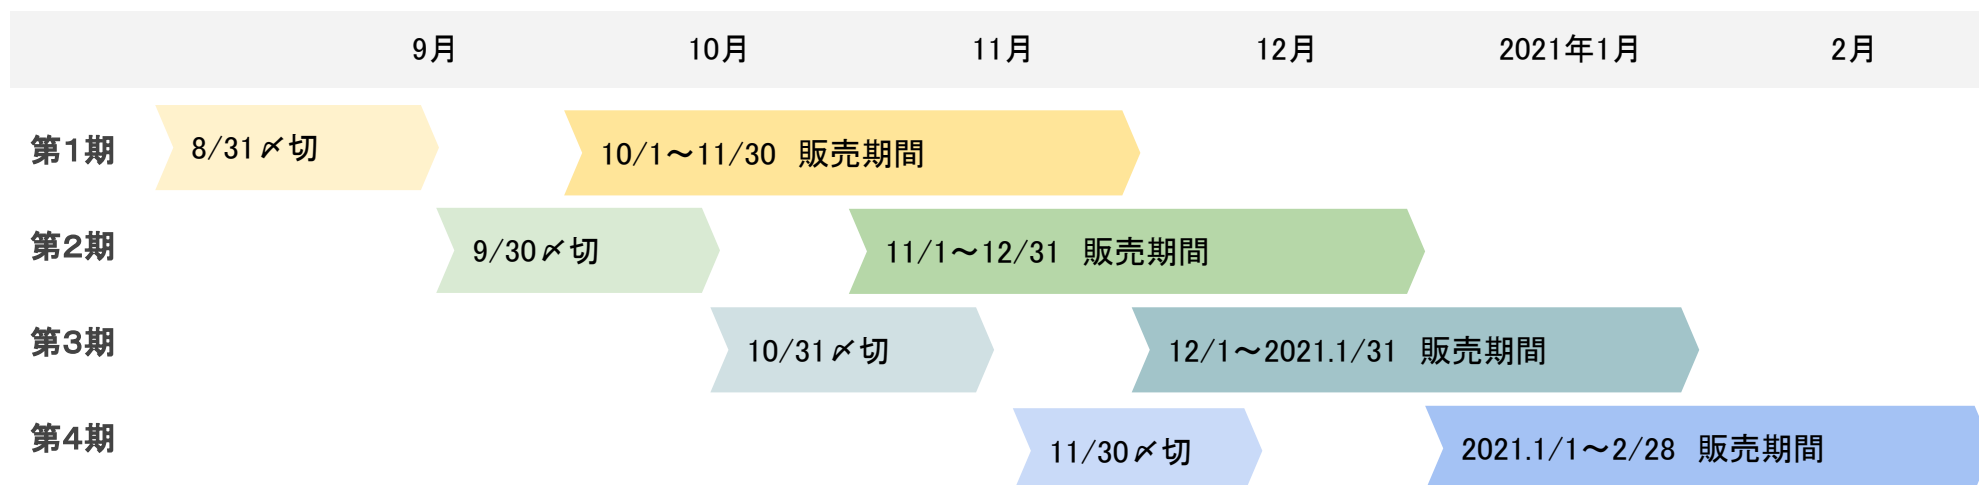 9月 10月 11月 12月 2021年1月 2月
第1期 8/31〆切 10/1～11/30 販売期間
第2期 9/30〆切 11/1～12/31 販売期間
第3期 10/31〆切 12/1～2021.1/31 販売期間
第4期 11/30〆切 2021.1/1～2/28 販売期間